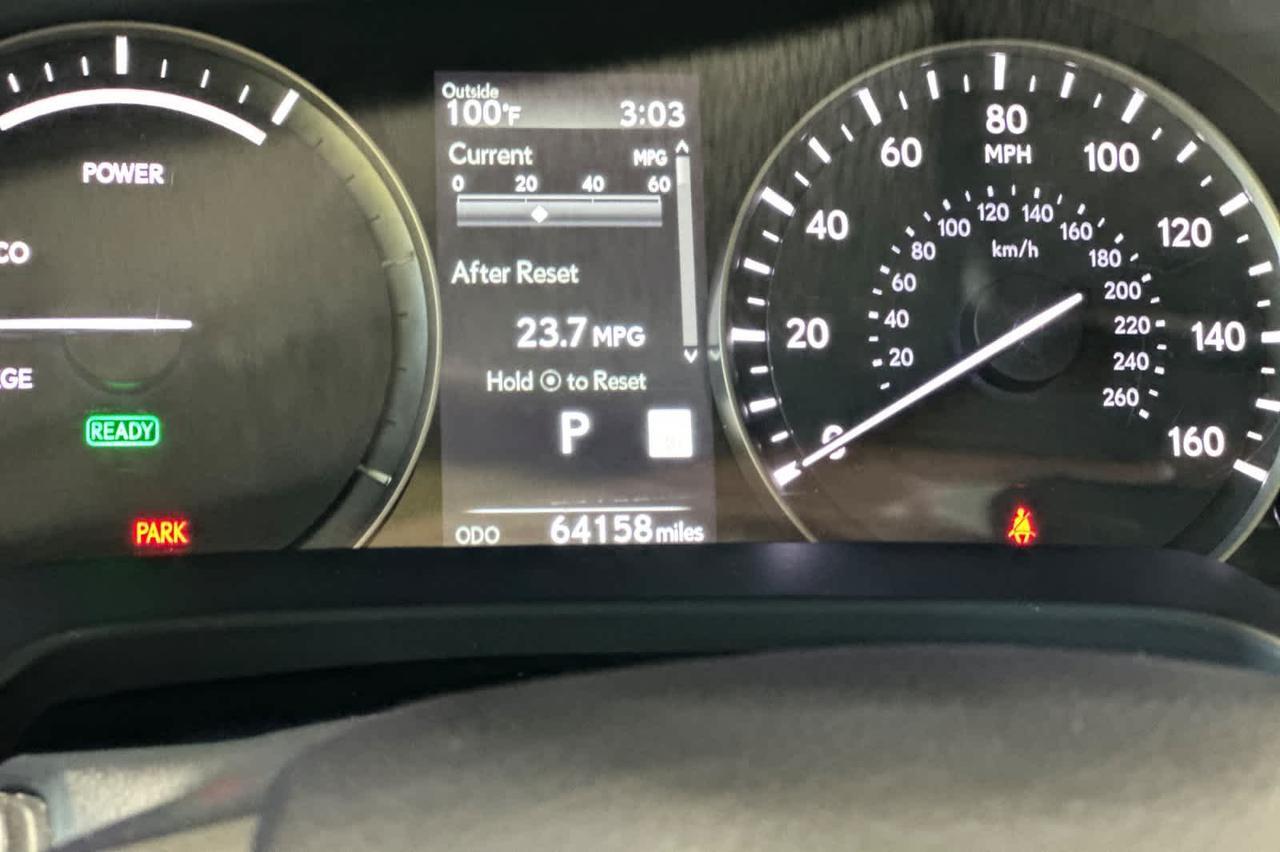 POWER
CO
GE
READY
PARK
Outside
100°F 3:03
Current MPG
0 20 40 60
After Reset
23.7 MPG
Hold to Reset
P
ODO 64158 miles
0 20 40 60 80 100 120 140 160
MPH
20 40 60 80 100 120 140 160 180 200 220 240 260
km/h